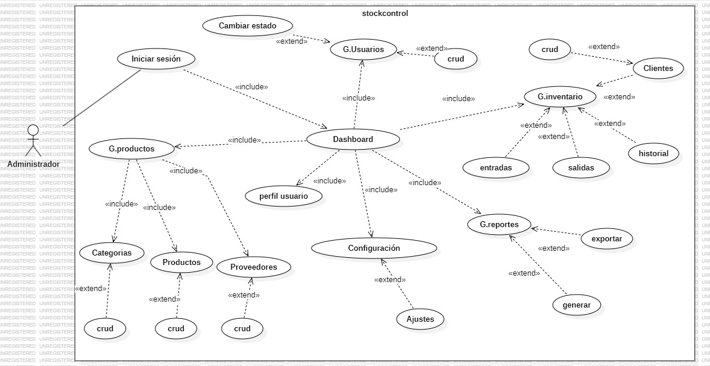 stockcontrol
Cambiar estado
«extend»
G.Usuarios
«extend»
crud
crud
«extend»
Clientes
Iniciar sesión
«include»
«include»
«include»
G.inventario
«extend»
Administrador
G.productos
«include»
Dashboard
«extend»
«extend»
«extend»
entradas
salidas
historial
perfil usuario
«include»
«include»
«include»
«include»
«include»
«include»
G.reportes
«extend»
exportar
Categorias
Productos
Proveedores
Configuración
«extend»
generar
«extend»
«extend»
«extend»
«extend»
Ajustes
crud
crud
crud
UNREGISTERED